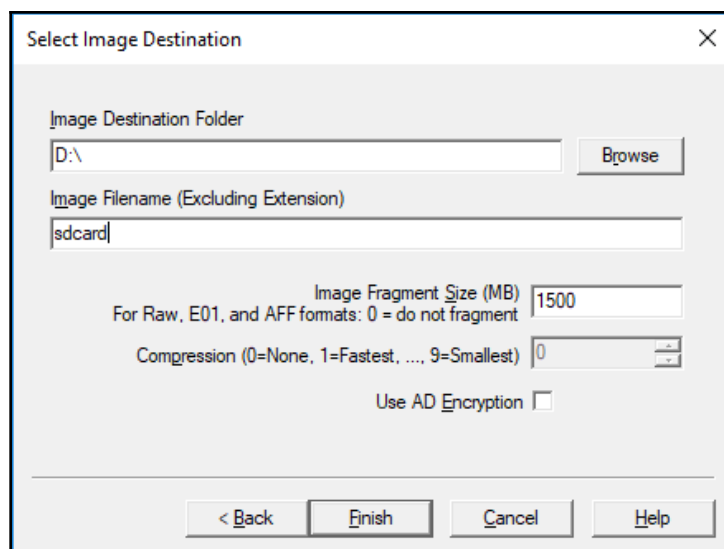 Select Image Destination
Image Destination Folder
D:\
Browse
Image Filename (Excluding Extension)
sdcard
Image Fragment Size (MB)
1500
For Raw, E01, and AFF formats: 0 = do not fragment
Compression (0=None, 1=Fastest, ..., 9=Smallest)
0
Use AD Encryption
< Back
Finish
Cancel
Help